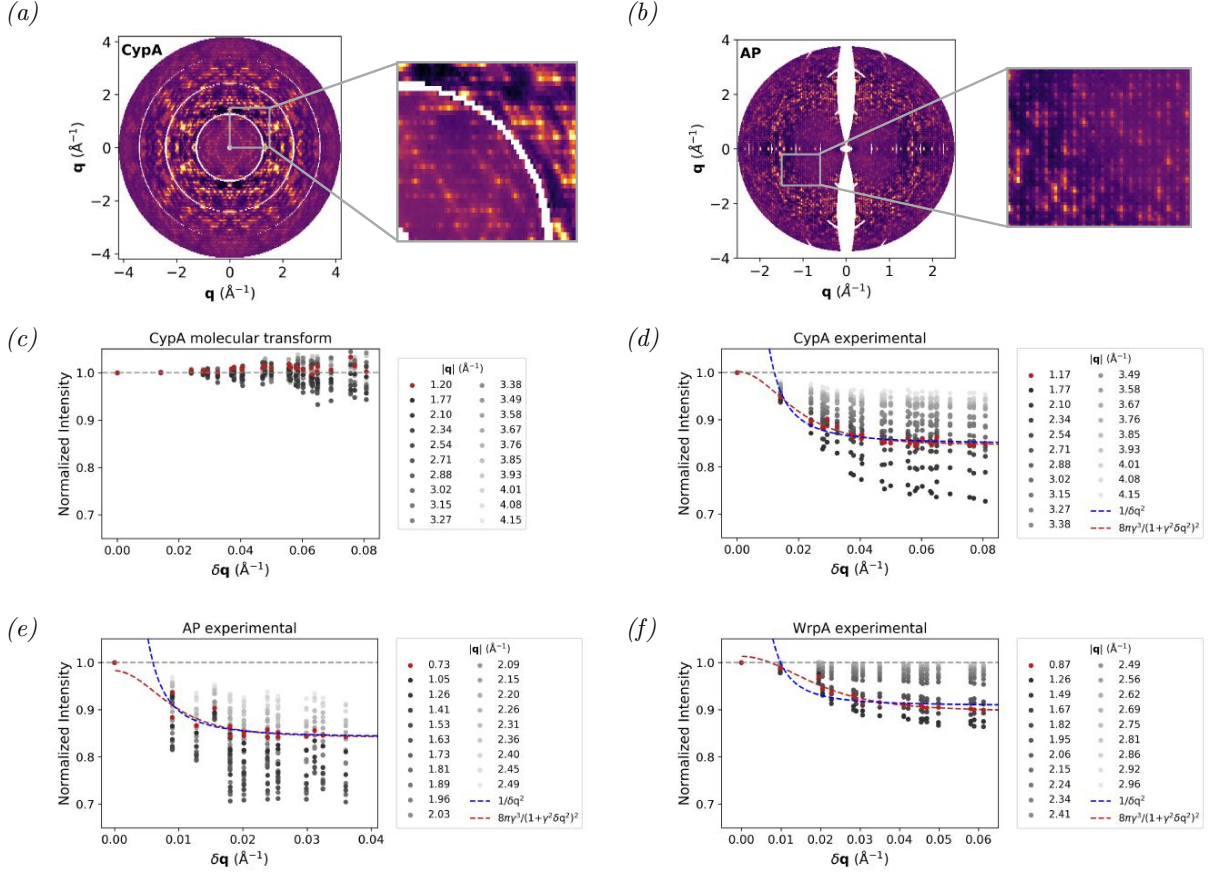 (a)
CypA
4
2
0
−2
−4
q (Å⁻¹)
−4 −2 0 2 4
q (Å⁻¹)
(b)
AP
4
2
0
−2
−4
q (Å⁻¹)
−2 −1 0 1 2
q (Å⁻¹)
(c)
CypA molecular transform
Normalized Intensity
1.0
0.9
0.8
0.7
0.00 0.02 0.04 0.06 0.08
δq (Å⁻¹)
|q| (Å⁻¹)
1.20 3.38
1.77 3.49
2.10 3.58
2.34 3.67
2.54 3.76
2.71 3.85
2.88 3.93
3.02 4.01
3.15 4.08
3.27 4.15
(d)
CypA experimental
Normalized Intensity
1.0
0.9
0.8
0.7
0.00 0.02 0.04 0.06 0.08
δq (Å⁻¹)
|q| (Å⁻¹)
1.17 3.49
1.77 3.58
2.10 3.67
2.34 3.76
2.54 3.85
2.71 3.93
2.88 4.01
3.02 4.08
3.15 4.15
3.27 1/δq²
3.38 8πγ³/(1+γ²δq²)²
(e)
AP experimental
Normalized Intensity
1.0
0.9
0.8
0.7
0.00 0.01 0.02 0.03 0.04
δq (Å⁻¹)
|q| (Å⁻¹)
0.73 2.09
1.05 2.15
1.26 2.20
1.41 2.26
1.53 2.31
1.63 2.36
1.73 2.40
1.81 2.45
1.89 2.49
1.96 1/δq²
2.03 8πγ³/(1+γ²δq²)²
(f)
WrpA experimental
Normalized Intensity
1.0
0.9
0.8
0.7
0.00 0.01 0.02 0.03 0.04 0.05 0.06
δq (Å⁻¹)
|q| (Å⁻¹)
0.87 2.49
1.26 2.56
1.49 2.62
1.67 2.69
1.82 2.75
1.95 2.81
2.06 2.86
2.15 2.92
2.24 2.96
2.34 1/δq²
2.41 8πγ³/(1+γ²δq²)²